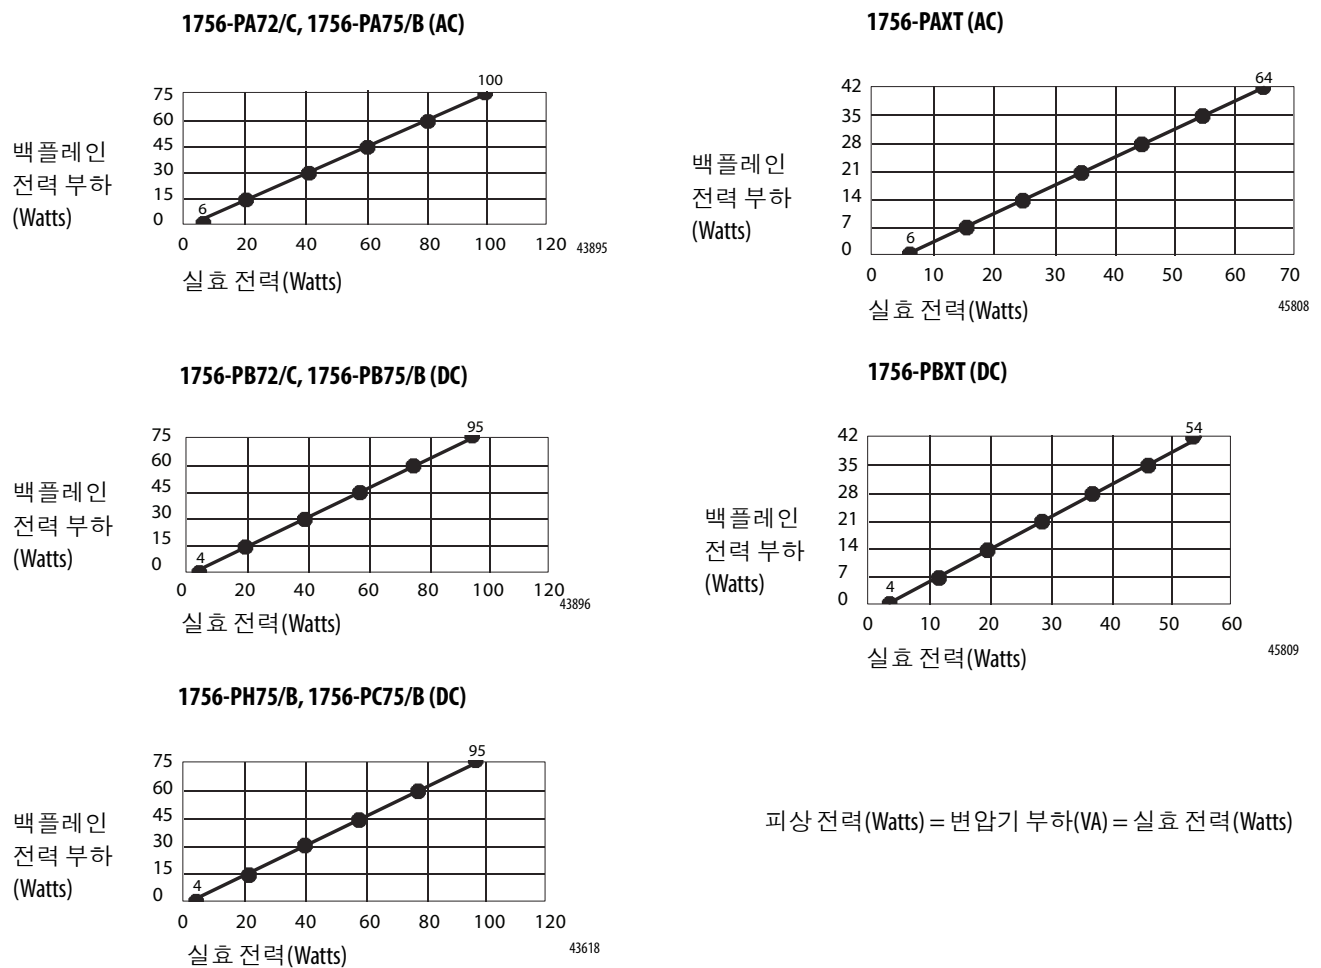 1756-PA72/C, 1756-PA75/B (AC)
100
75
60
45
30
15
0
6
백플레인
전력 부하
(Watts)
0 20 40 60 80 100 120
43895
실효 전력(Watts)
1756-PAXT (AC)
64
42
35
28
21
14
7
0
6
백플레인
전력 부하
(Watts)
0 10 20 30 40 50 60 70
실효 전력(Watts)
45808
1756-PB72/C, 1756-PB75/B (DC)
95
75
60
45
30
15
0
4
백플레인
전력 부하
(Watts)
0 20 40 60 80 100 120
43896
실효 전력(Watts)
1756-PBXT (DC)
54
42
35
28
21
14
7
0
4
백플레인
전력 부하
(Watts)
0 10 20 30 40 50 60
실효 전력(Watts)
45809
1756-PH75/B, 1756-PC75/B (DC)
95
75
60
45
30
15
0
4
백플레인
전력 부하
(Watts)
0 20 40 60 80 100 120
실효 전력(Watts)
43618
피상 전력(Watts) = 변압기 부하(VA) = 실효 전력(Watts)